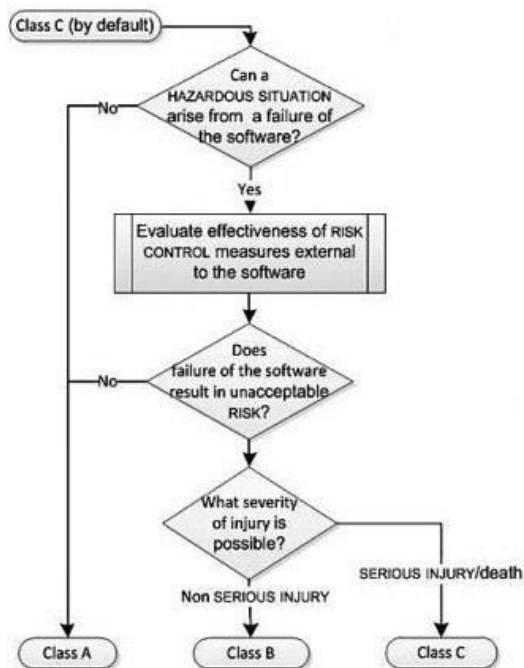 Class C (by default)
Can a
HAZARDOUS SITUATION
arise from a failure of
the software?
No
Yes
Evaluate effectiveness of RISK
CONTROL measures external
to the software
Does
failure of the software
result in unacceptable
RISK?
No
What severity
of injury is
possible?
SERIOUS INJURY/death
Non SERIOUS INJURY
Class A
Class B
Class C